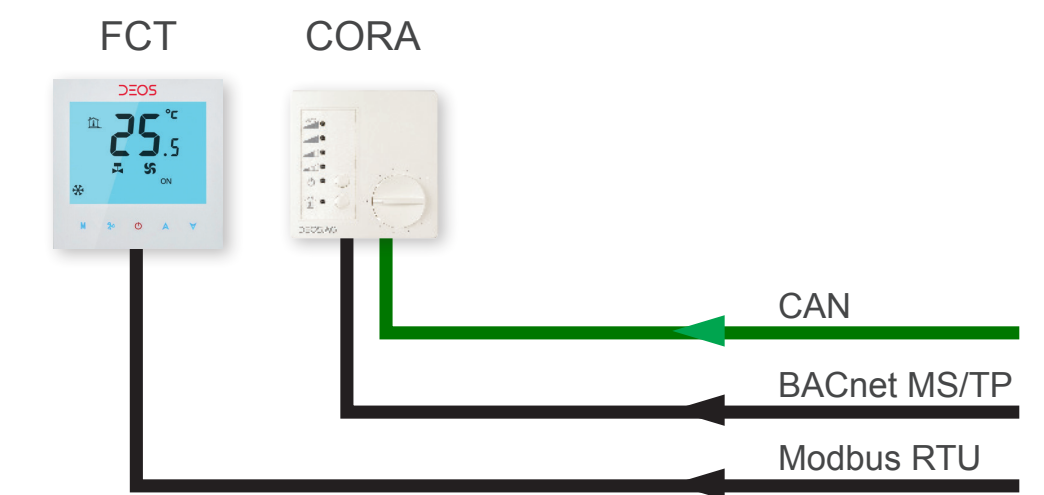 FCT
CORA
DEOS
25.5 °C
ON
M
DEOS AG
CAN
BACnet MS/TP
Modbus RTU